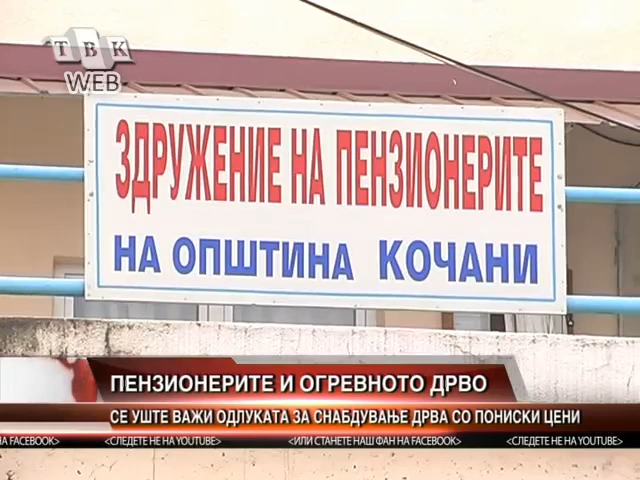 ТВК
WEB
ЗДРУЖЕНИЕ НА ПЕНЗИОНЕРИТЕ
НА ОПШТИНА КОЧАНИ
ПЕНЗИОНЕРИТЕ И ОГРЕВНОТО ДРВО
СЕ УШТЕ ВАЖИ ОДЛУКАТА ЗА СНАБДУВАЊЕ ДРВА СО ПОНИСКИ ЦЕНИ
НА FACEBOOK> <СЛЕДЕТЕ НЕ НА YOUTUBE> <ИЛИ СТАНЕТЕ НАШ ФАН НА FACEBOOK> <СЛЕДЕТЕ НЕ НА YOUTUBE>